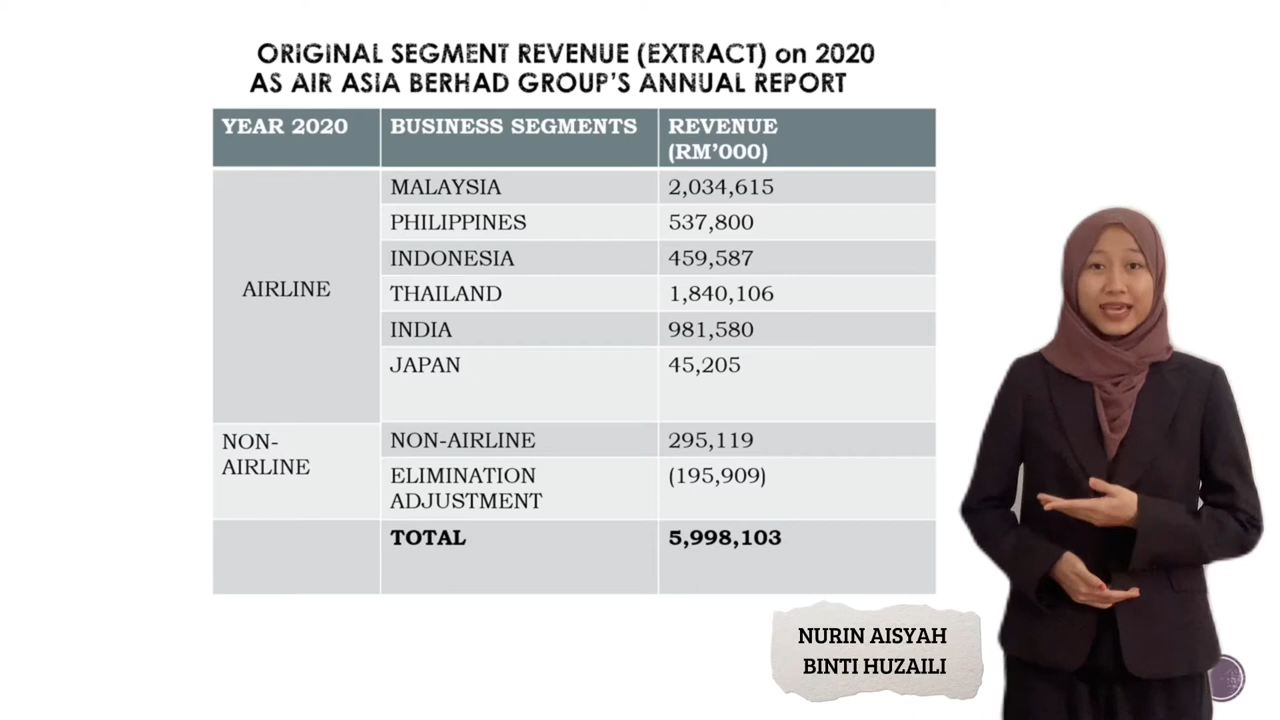 ORIGINAL SEGMENT REVENUE (EXTRACT) on 2020
AS AIR ASIA BERHAD GROUP'S ANNUAL REPORT
YEAR 2020 BUSINESS SEGMENTS REVENUE
(RM'000)
AIRLINE
MALAYSIA 2,034,615
PHILIPPINES 537,800
INDONESIA 459,587
THAILAND 1,840,106
INDIA 981,580
JAPAN 45,205
NON-
AIRLINE
NON-AIRLINE 295,119
ELIMINATION
ADJUSTMENT
(195,909)
TOTAL 5,998,103
NURIN AISYAH
BINTI HUZAILI